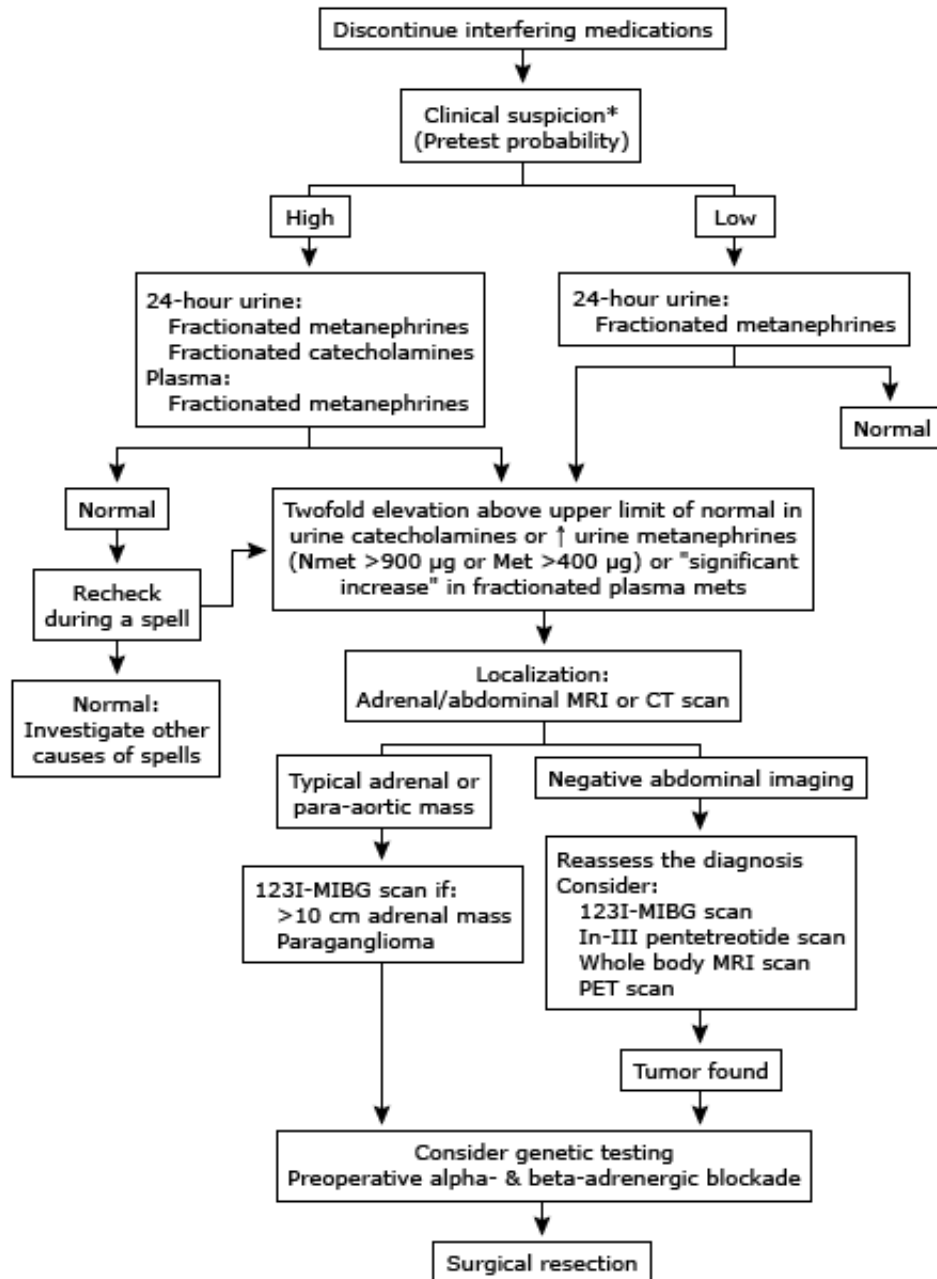 Discontinue interfering medications
Clinical suspicion*
(Pretest probability)
High
Low
24-hour urine:
Fractionated metanephrines
Fractionated catecholamines
Plasma:
Fractionated metanephrines
24-hour urine:
Fractionated metanephrines
Normal
Normal
Twofold elevation above upper limit of normal in
urine catecholamines or ↑ urine metanephrines
(Nmet >900 µg or Met >400 µg) or "significant
increase" in fractionated plasma mets
Recheck
during a spell
Normal:
Investigate other
causes of spells
Localization:
Adrenal/abdominal MRI or CT scan
Typical adrenal or
para-aortic mass
Negative abdominal imaging
123I-MIBG scan if:
>10 cm adrenal mass
Paraganglioma
Reassess the diagnosis
Consider:
123I-MIBG scan
In-III pentetreotide scan
Whole body MRI scan
PET scan
Tumor found
Consider genetic testing
Preoperative alpha- & beta-adrenergic blockade
Surgical resection